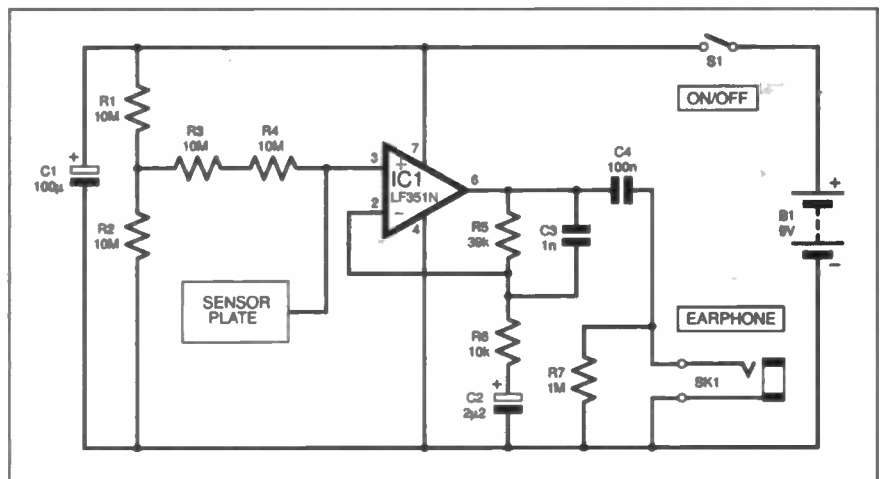 S1
ON/OFF
R1
10M
R3
10M
R4
10M
C1
100µ
+
R2
10M
3
+
7
IC1
LF351N
2
-
4
6
C4
100n
R5
39k
C3
1n
B1
9V
+
-
SENSOR
PLATE
R6
10k
+
C2
2µ2
R7
1M
EARPHONE
SK1